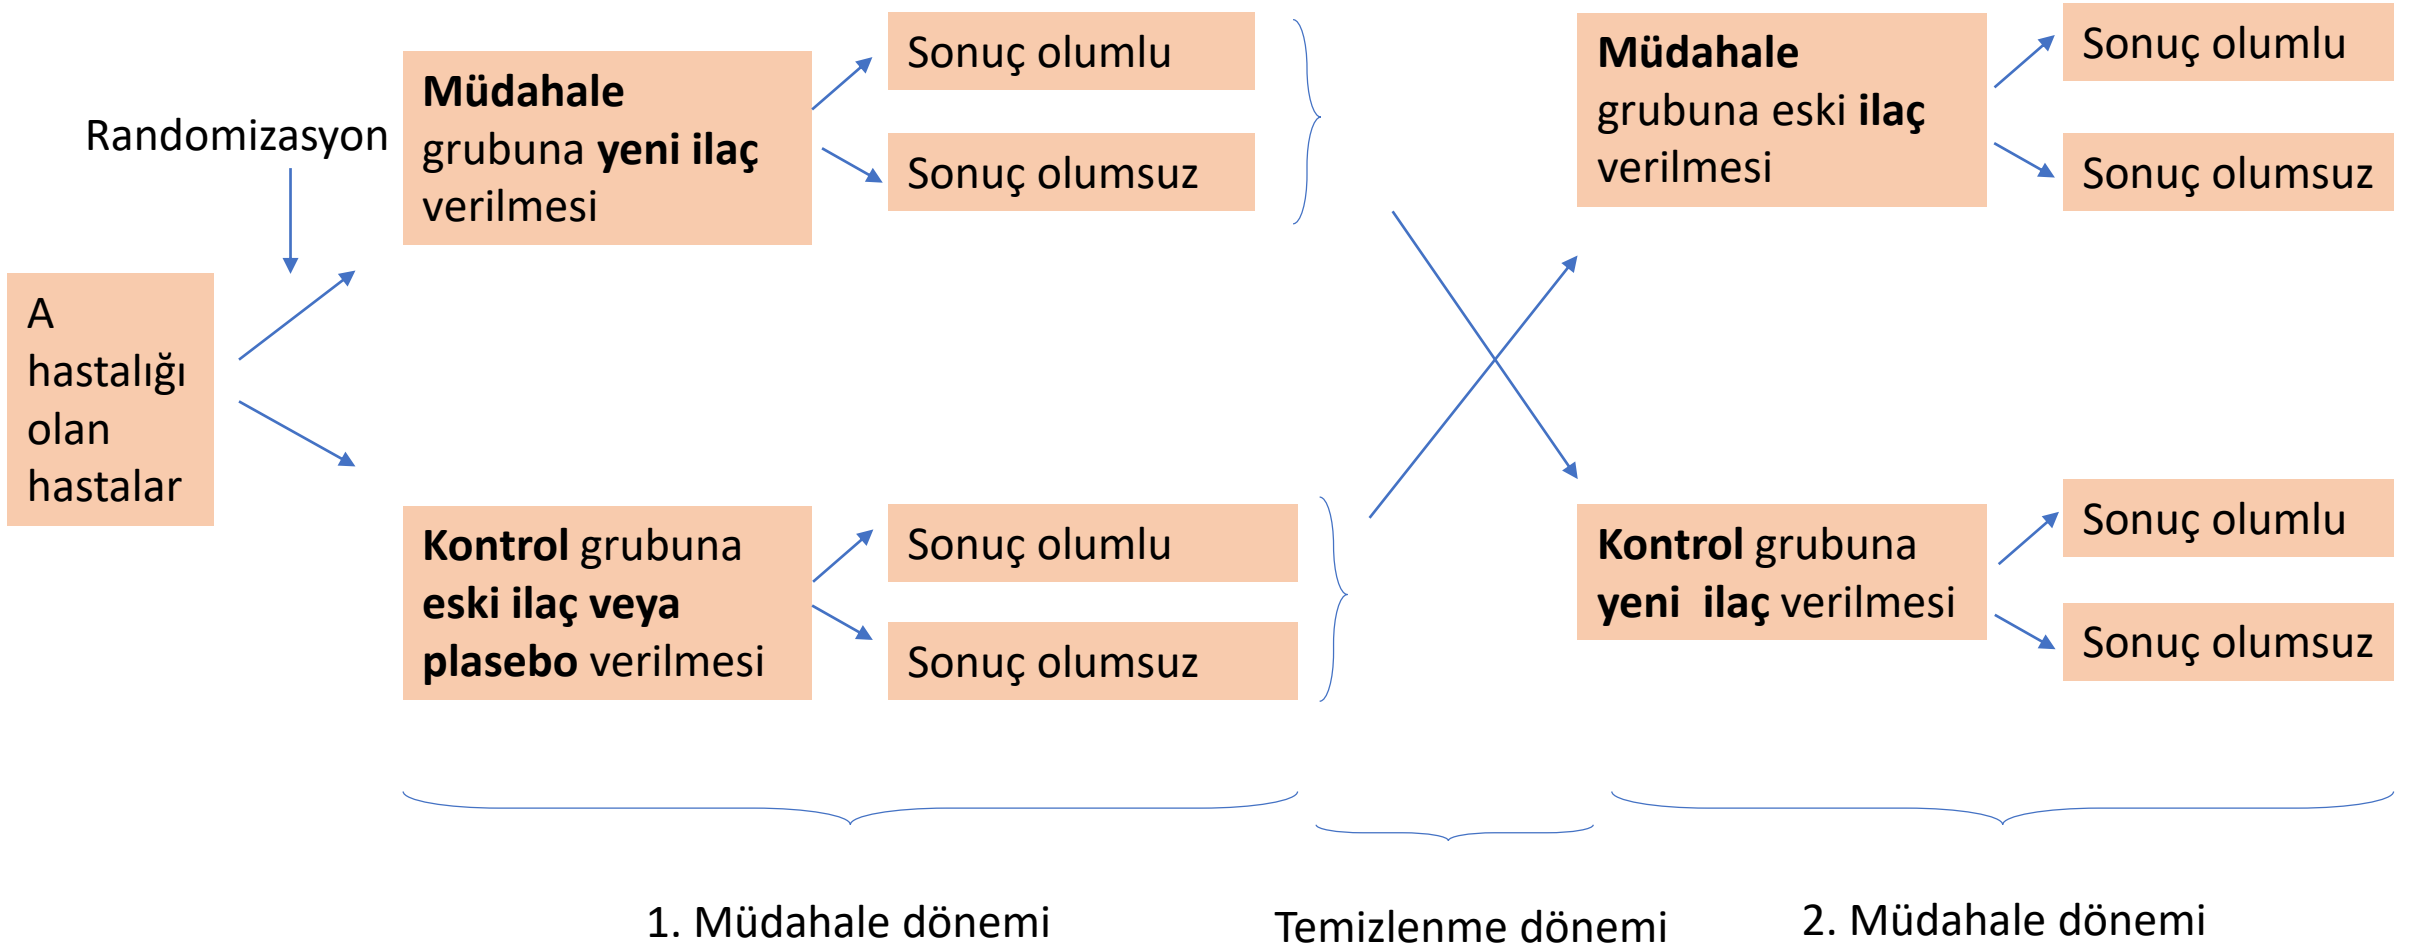 Randomizasyon
A
hastalığı
olan
hastalar
Müdahale
grubuna yeni ilaç
verilmesi
Sonuç olumlu
Sonuç olumsuz
Kontrol grubuna
eski ilaç veya
plasebo verilmesi
Sonuç olumlu
Sonuç olumsuz
Müdahale
grubuna eski ilaç
verilmesi
Sonuç olumlu
Sonuç olumsuz
Kontrol grubuna
yeni  ilaç verilmesi
Sonuç olumlu
Sonuç olumsuz
1. Müdahale dönemi
Temizlenme dönemi
2. Müdahale dönemi